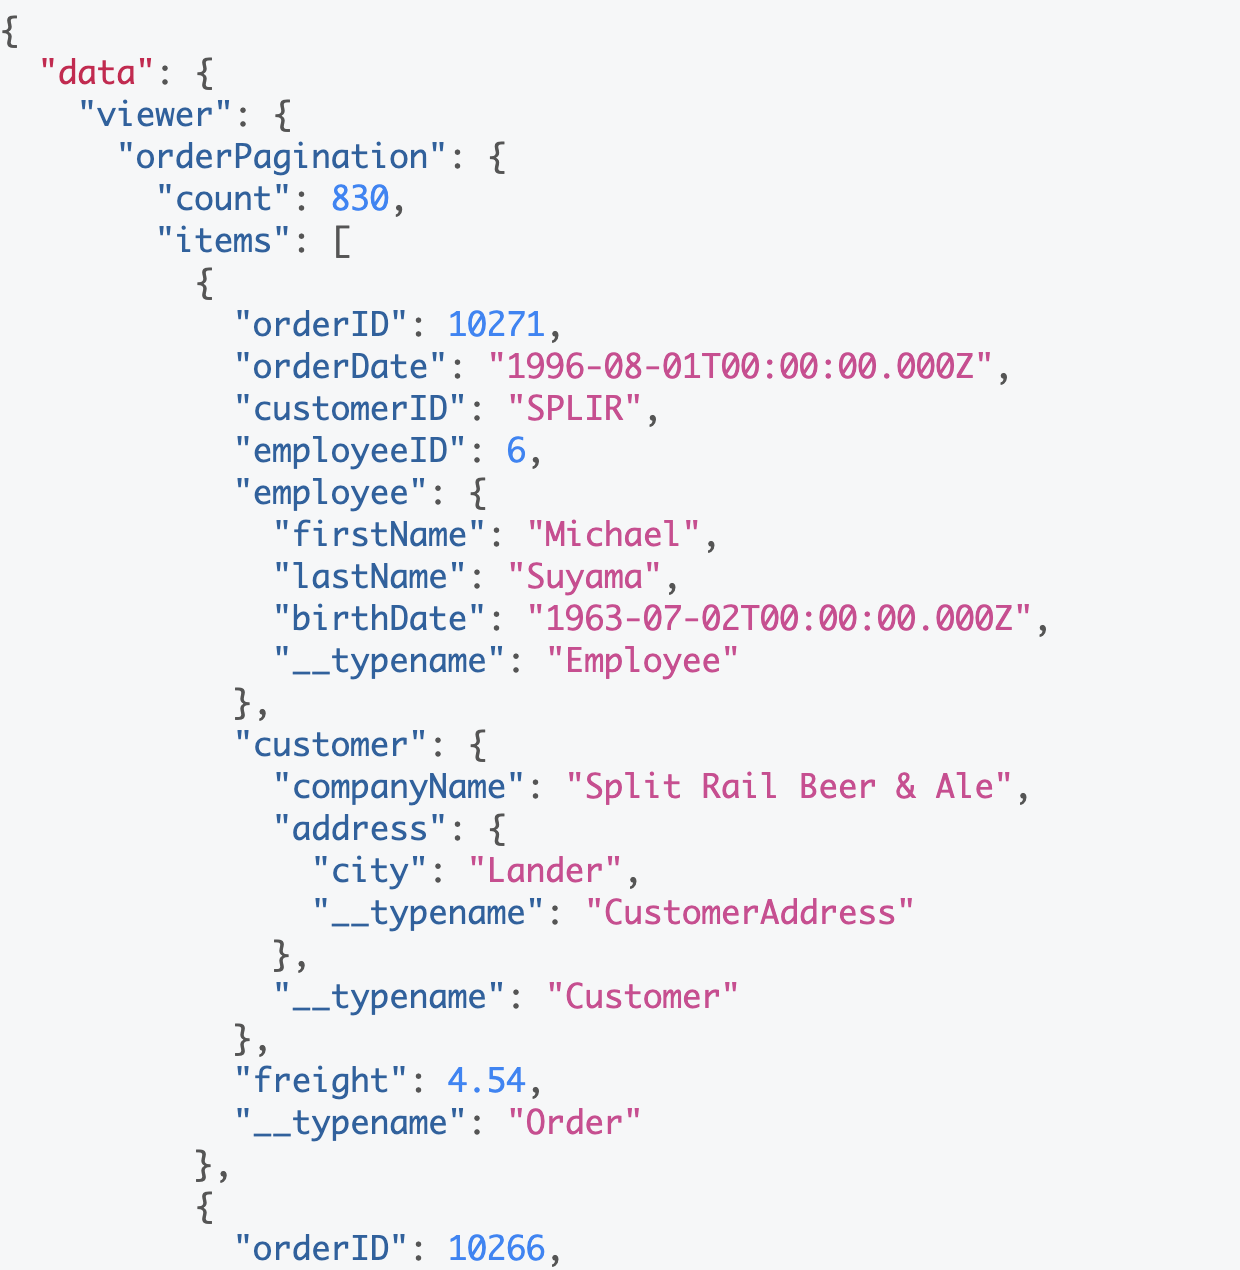 {
  "data": {
    "viewer": {
      "orderPagination": {
        "count": 830,
        "items": [
          {
            "orderID": 10271,
            "orderDate": "1996-08-01T00:00:00.000Z",
            "customerID": "SPLIR",
            "employeeID": 6,
            "employee": {
              "firstName": "Michael",
              "lastName": "Suyama",
              "birthDate": "1963-07-02T00:00:00.000Z",
              "__typename": "Employee"
            },
            "customer": {
              "companyName": "Split Rail Beer & Ale",
              "address": {
                "city": "Lander",
                "__typename": "CustomerAddress"
              },
              "__typename": "Customer"
            },
            "freight": 4.54,
            "__typename": "Order"
          },
          {
            "orderID": 10266,